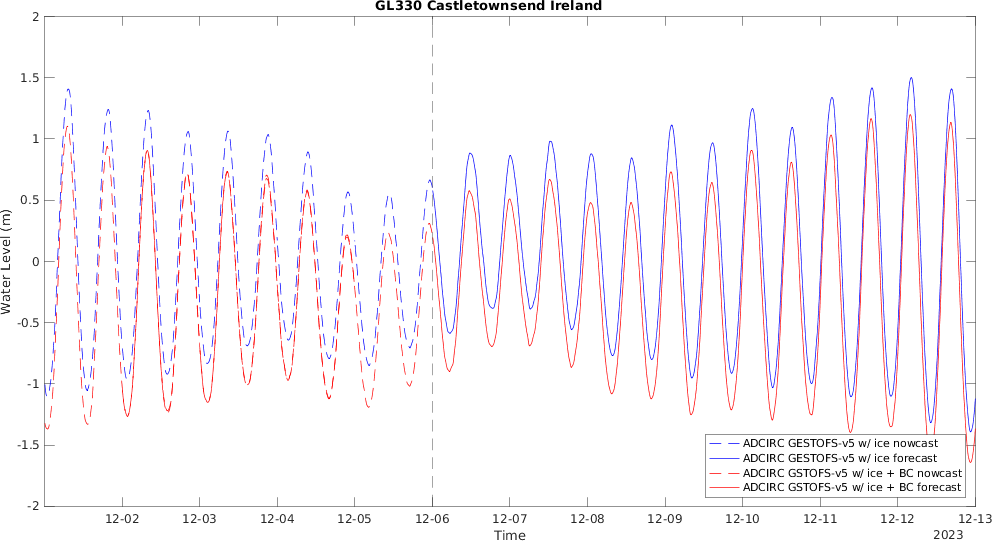 GL330 Castletownsend Ireland
2
1.5
1
0.5
0
-0.5
-1
-1.5
-2
Water Level (m)
ADCIRC GESTOFS-v5 w/ ice nowcast
ADCIRC GESTOFS-v5 w/ ice forecast
ADCIRC GSTOFS-v5 w/ ice + BC nowcast
ADCIRC GSTOFS-v5 w/ ice + BC forecast
12-02 12-03 12-04 12-05 12-06 12-07 12-08 12-09 12-10 12-11 12-12 12-13
Time
2023